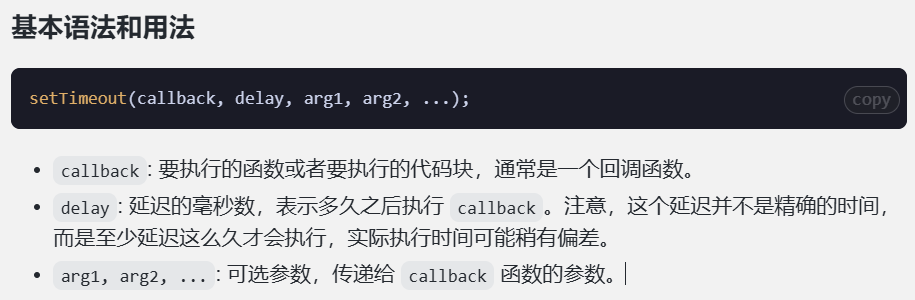 基本语法和用法
setTimeout(callback, delay, arg1, arg2, ...);
copy
callback: 要执行的函数或者要执行的代码块，通常是一个回调函数。
delay: 延迟的毫秒数，表示多久之后执行 callback。注意，这个延迟并不是精确的时间，
而是至少延迟这么久才会执行，实际执行时间可能稍有偏差。
arg1, arg2, ...: 可选参数，传递给 callback 函数的参数。